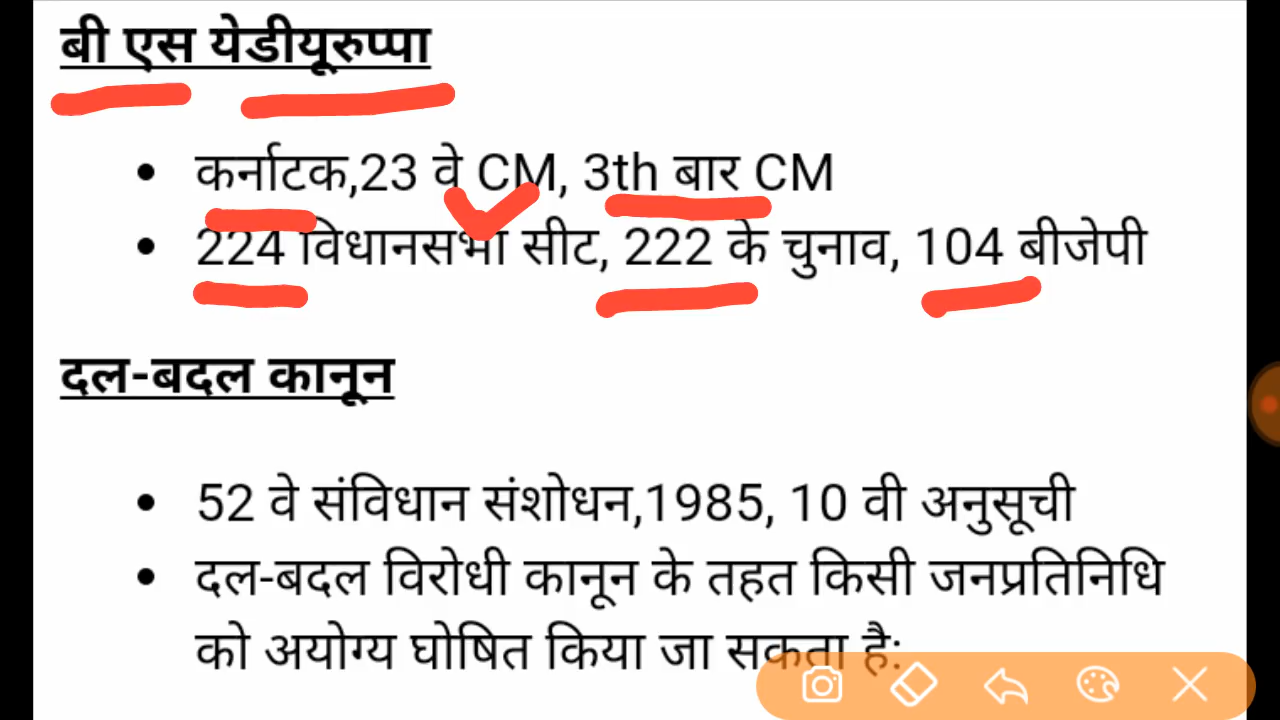 बी एस येडीयूरुप्पा
कर्नाटक,23 वे CM, 3th बार CM
224 विधानसभा सीट, 222 के चुनाव, 104 बीजेपी
दल-बदल कानून
52 वे संविधान संशोधन,1985, 10 वी अनुसूची
दल-बदल विरोधी कानून के तहत किसी जनप्रतिनिधि
को अयोग्य घोषित किया जा सकता है: